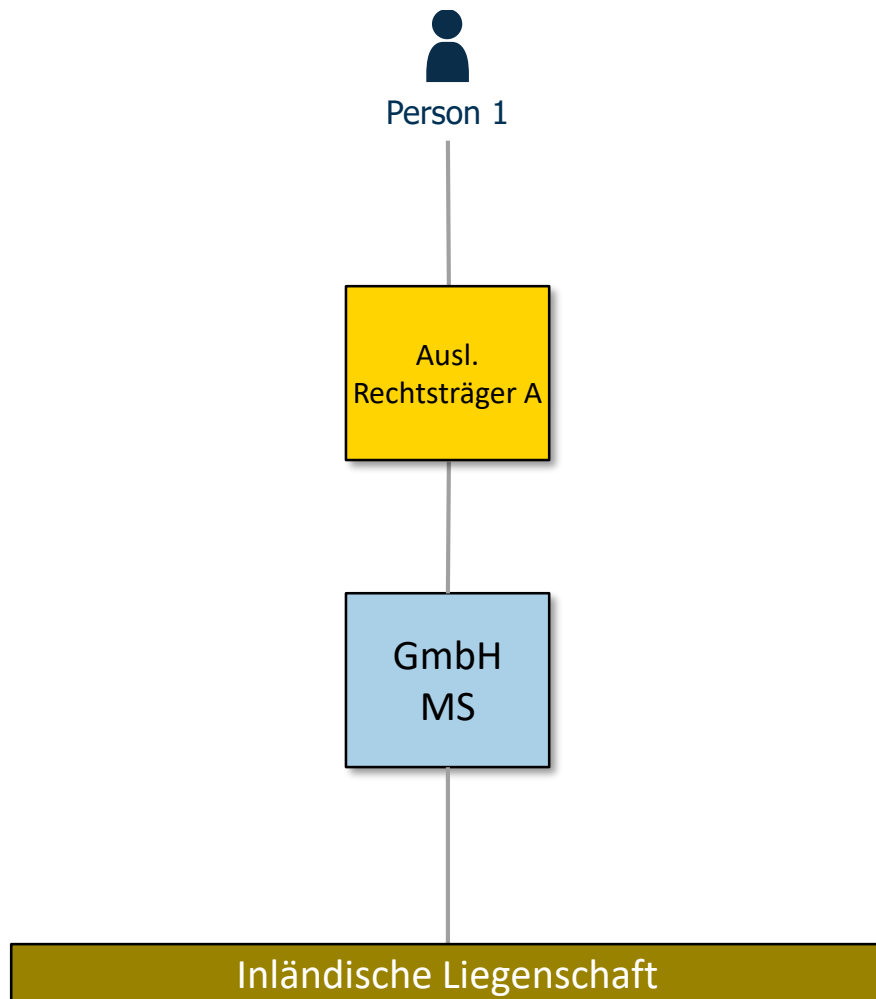 Person 1
Ausl.
Rechtsträger A
GmbH
MS
Inländische Liegenschaft